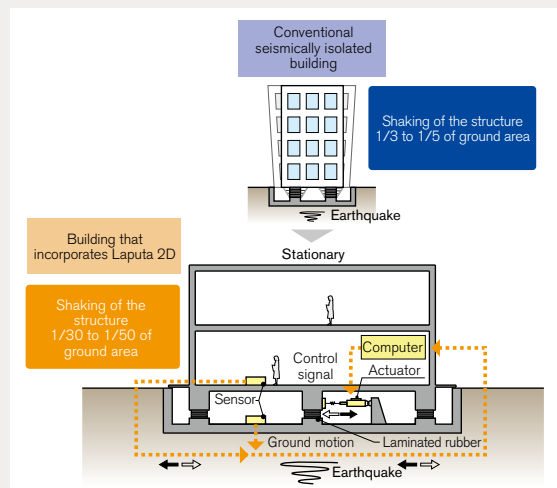 Conventional
seismically isolated
building
Shaking of the structure
1/3 to 1/5 of ground area
Earthquake
Building that
incorporates Laputa 2D
Stationary
Shaking of the
structure
1/30 to 1/50 of
ground area
Computer
Control
signal
Actuator
Sensor
Ground motion
Laminated rubber
Earthquake